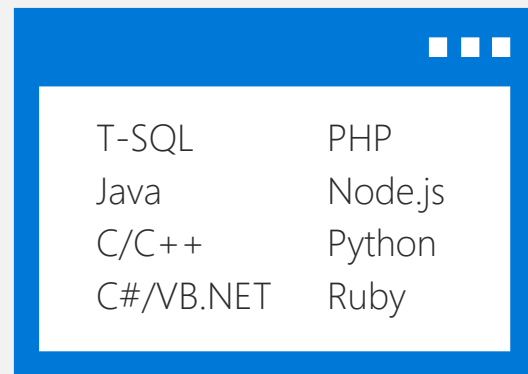 T-SQL
Java
C/C++
C#/VB.NET
PHP
Node.js
Python
Ruby